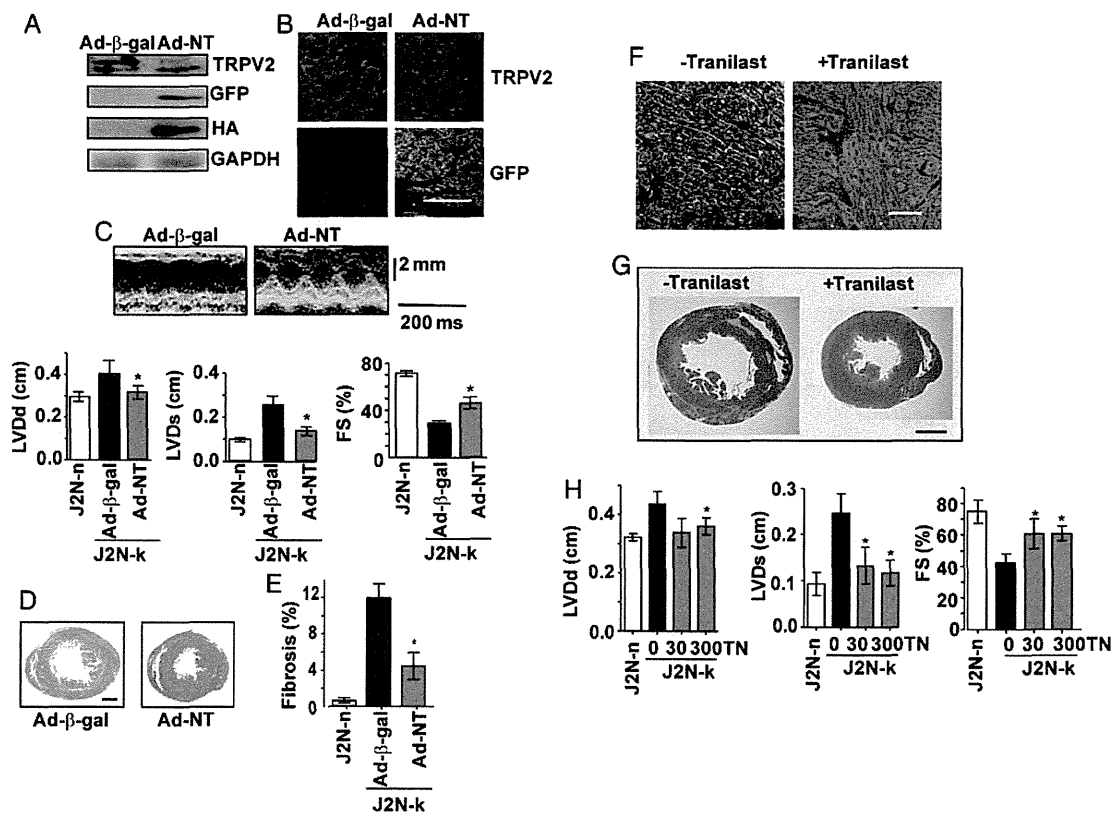 A
Ad-β-gal Ad-NT
TRPV2
GFP
HA
GAPDH
B
Ad-β-gal Ad-NT
TRPV2
GFP
C
Ad-β-gal Ad-NT
2 mm
200 ms
LVDd (cm)
0.4
0.2
0.0
J2N-n
Ad-β-gal
Ad-NT
J2N-k
LVDs (cm)
0.4
0.2
0.0
J2N-n
Ad-β-gal
Ad-NT
J2N-k
FS (%)
80
40
0
J2N-n
Ad-β-gal
Ad-NT
J2N-k
*
*
*
D
Ad-β-gal Ad-NT
E
Fibrosis (%)
12
8
4
0
*
J2N-n
Ad-β-gal
Ad-NT
J2N-k
F
-Tranilast +Tranilast
G
-Tranilast +Tranilast
H
LVDd (cm)
0.4
0.2
0.0
*
J2N-n
0 30 300TN
J2N-k
LVDs (cm)
0.3
0.2
0.1
0.0
* *
J2N-n
0 30 300TN
J2N-k
FS (%)
80
60
40
20
0
* *
J2N-n
0 30 300TN
J2N-k